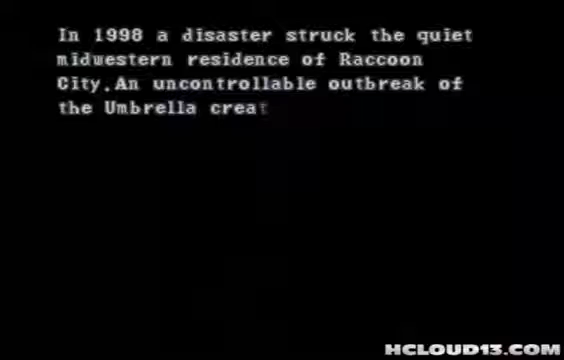 In 1998 a disaster struck the quiet
midwestern residence of Raccoon
City.An uncontrollable outbreak of
the Umbrella creat
HCLOUD13.COM